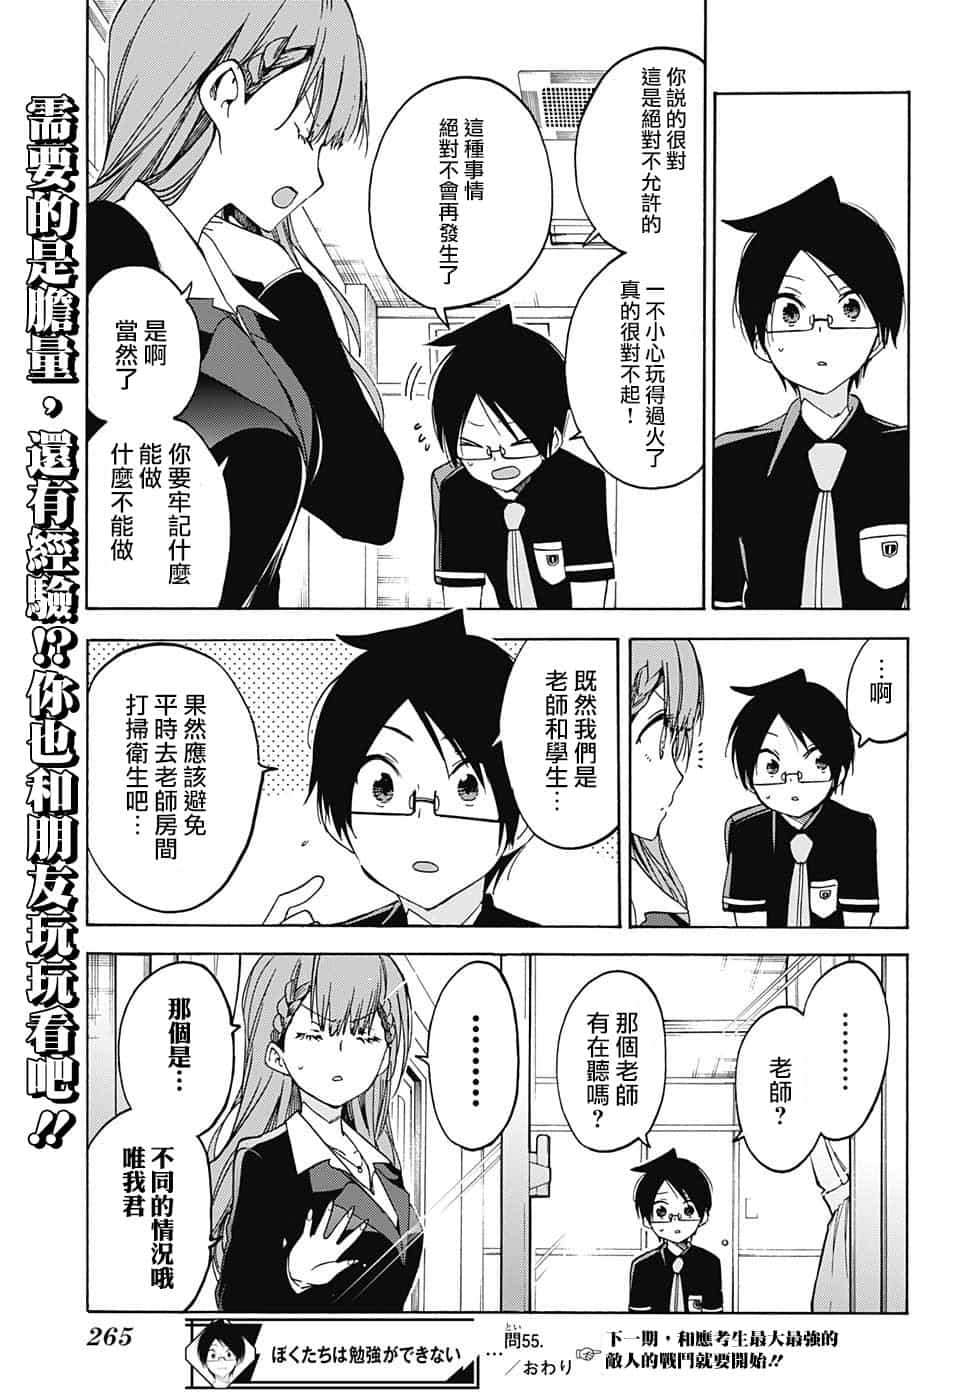 你説的很對
這是絕對不允許的
一不小心玩得過火了
真的很對不起！
這種事情
絕對不會再發生了
是啊
當然了
你要牢記什麼
能做
什麼不能做
…啊
既然我們是
老師和學生…
果然應該避免
平時去老師房間
打掃衛生吧…
………
老師？
那個老師
有在聽嗎？
………
那個是…
不同的情況哦
唯我君
需要的是膽量，還有經驗!?你也和朋友玩玩看吧!!
265
ぼくたちは勉強ができない
…問55.
とい
／おわり
☞下一期，和應考生最大最強的
敵人的戰鬥就要開始!!